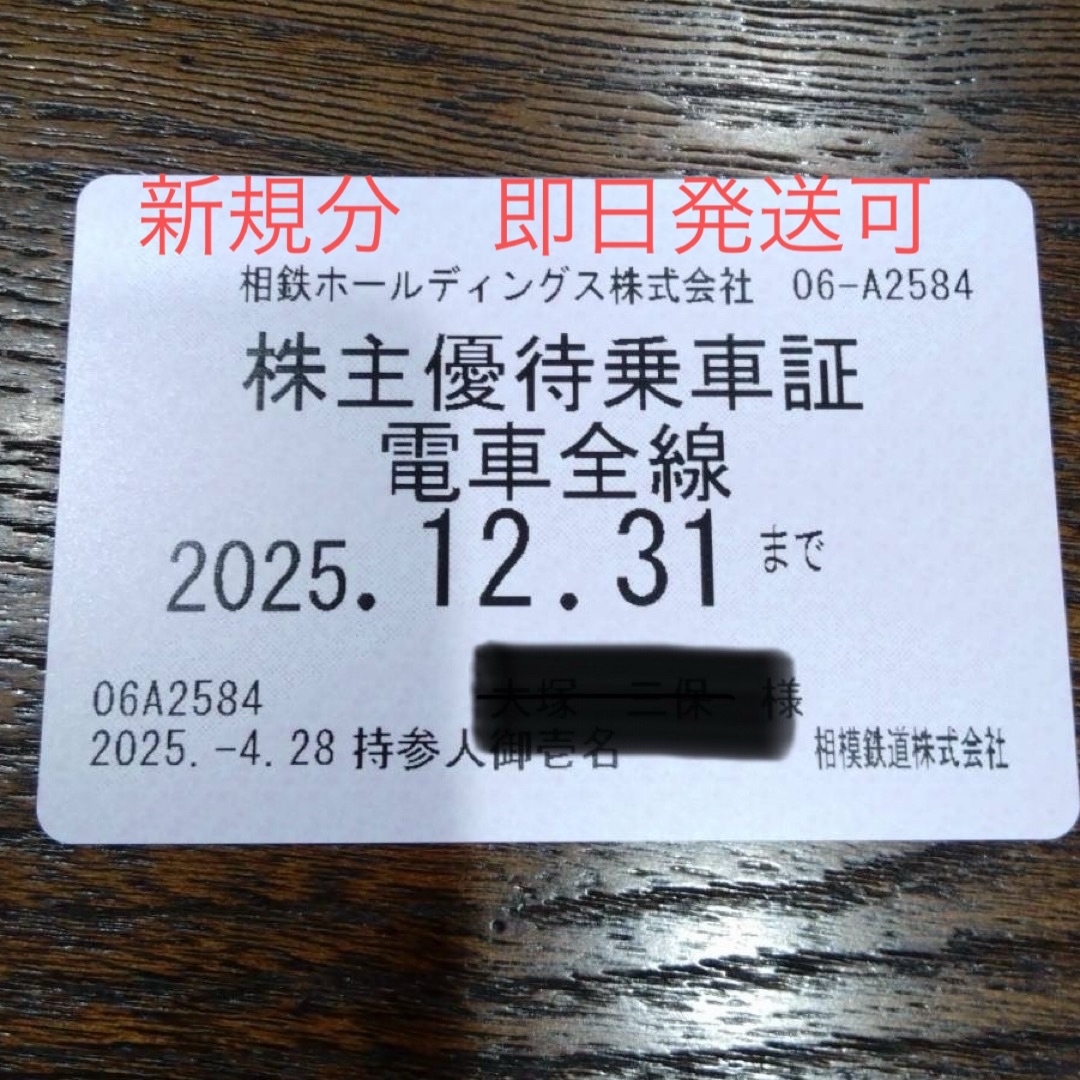 新規分　即日発送可
相鉄ホールディングス株式会社 06-A2584
株主優待乗車証
電車全線
2025.12.31まで
06A2584 様
2025.-4.28 持参人御壱名 相模鉄道株式会社